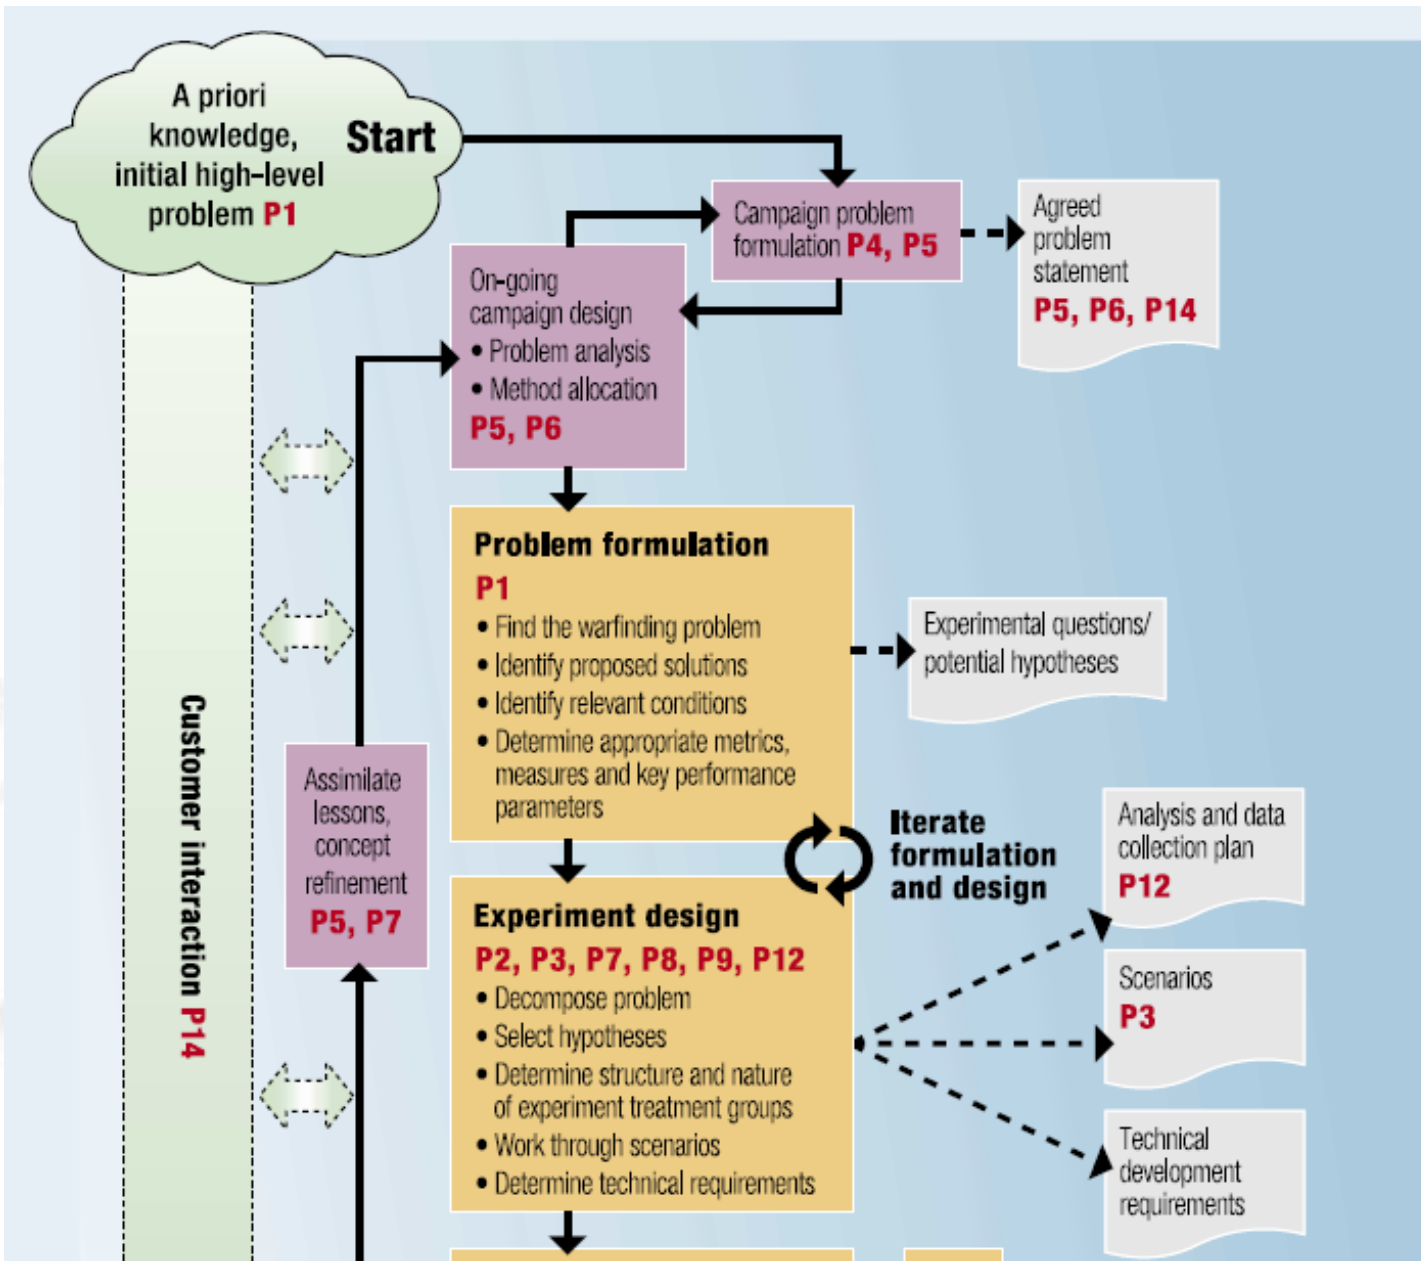 A priori
knowledge,
initial high-level
problem P1
Start
Campaign problem
formulation P4, P5
Agreed
problem
statement
P5, P6, P14
On-going
campaign design
• Problem analysis
• Method allocation
P5, P6
Problem formulation
P1
• Find the warfinding problem
• Identify proposed solutions
• Identify relevant conditions
• Determine appropriate metrics,
measures and key performance
parameters
Experimental questions/
potential hypotheses
Customer interaction P14
Assimilate
lessons,
concept
refinement
P5, P7
Iterate
formulation
and design
Experiment design
P2, P3, P7, P8, P9, P12
• Decompose problem
• Select hypotheses
• Determine structure and nature
of experiment treatment groups
• Work through scenarios
• Determine technical requirements
Analysis and data
collection plan
P12
Scenarios
P3
Technical
development
requirements